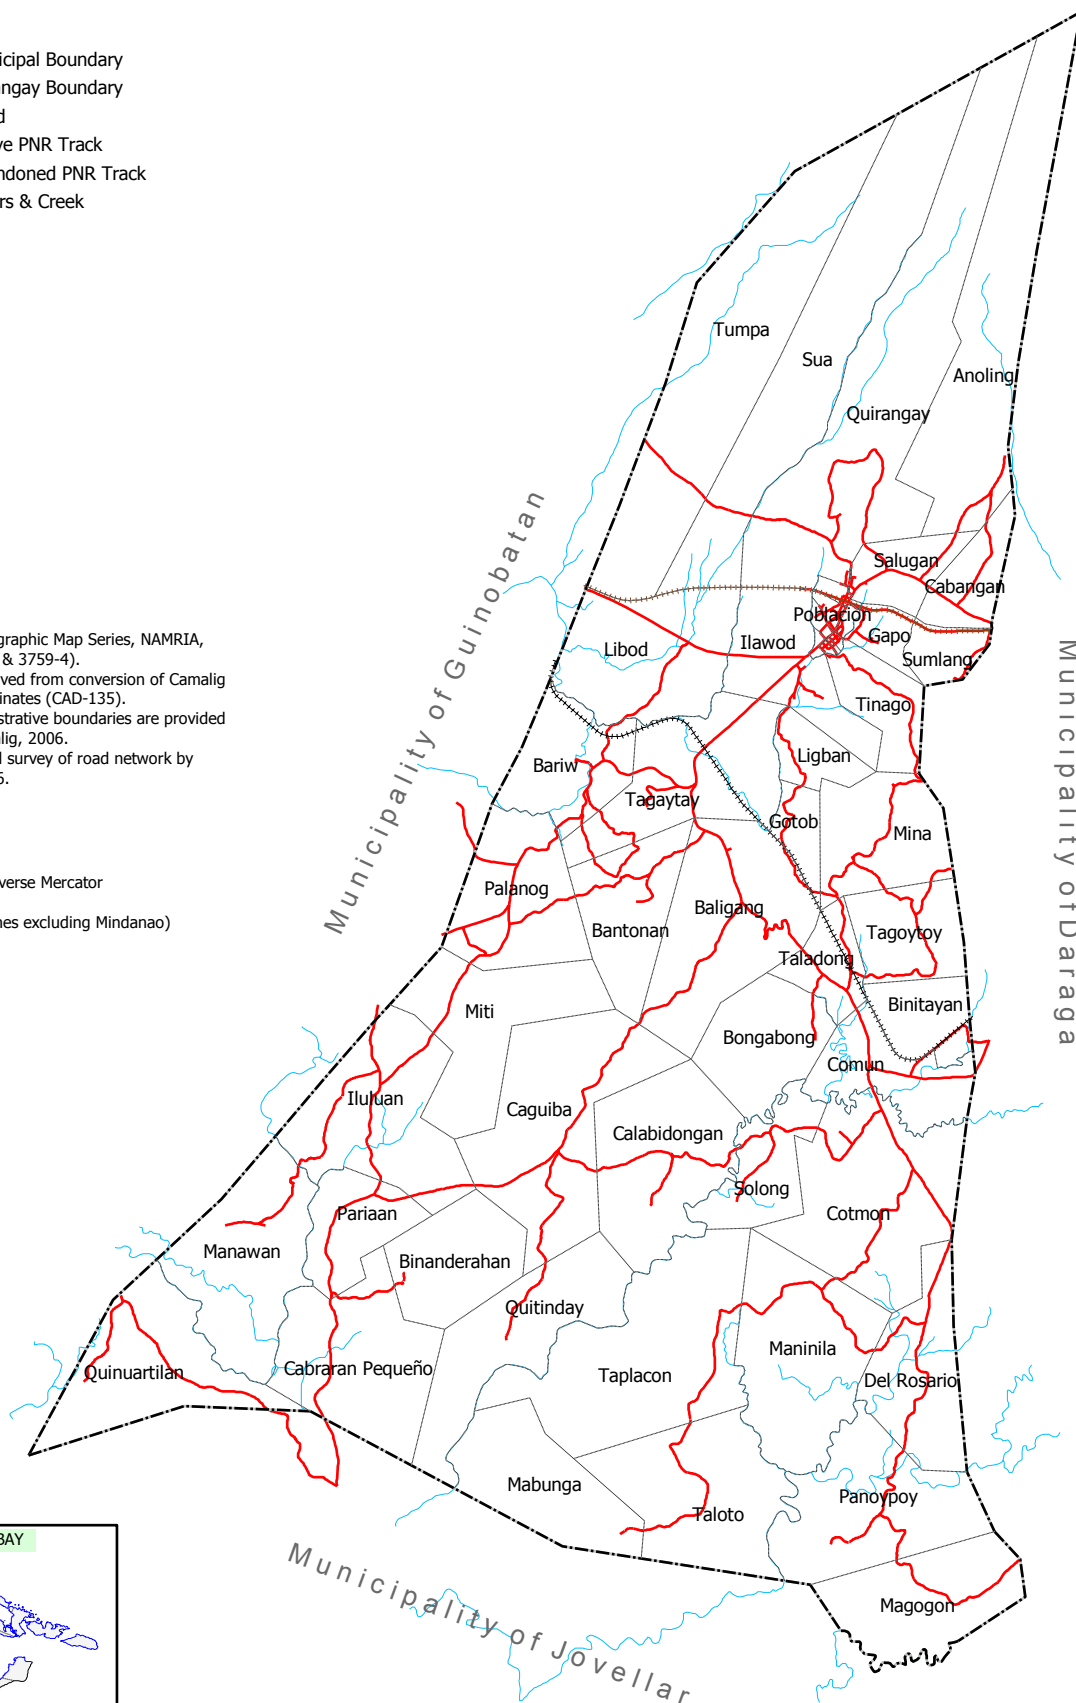 icipal Boundary
angay Boundary
d
ve PNR Track
ndoned PNR Track
rs & Creek
Tumpa
Sua
Anoling
Quirangay
Municipality of Guinobatan
Salugan
Cabangan
Poblacion
Gapo
Ilawod
Libod
Sumlang
graphic Map Series, NAMRIA,
& 3759-4).
ved from conversion of Camalig
dinates (CAD-135).
strative boundaries are provided
alig, 2006.
l survey of road network by
6.
Municipality of Daraga
Tinago
Ligban
Bariw
Tagaytay
Gotob
Mina
verse Mercator
nes excluding Mindanao)
Palanog
Baligang
Bantonan
Tagoytoy
Taladong
Binitayan
Miti
Bongabong
Comun
Iluluan
Caguiba
Calabidongan
Solong
Pariaan
Cotmon
Manawan
Binanderahan
Quitinday
Maninila
Quinuartilan
Cabraran Pequeño
Taplacon
Del Rosario
Mabunga
Panoypoy
Taloto
BAY
Municipality of Jovellar
Magogon